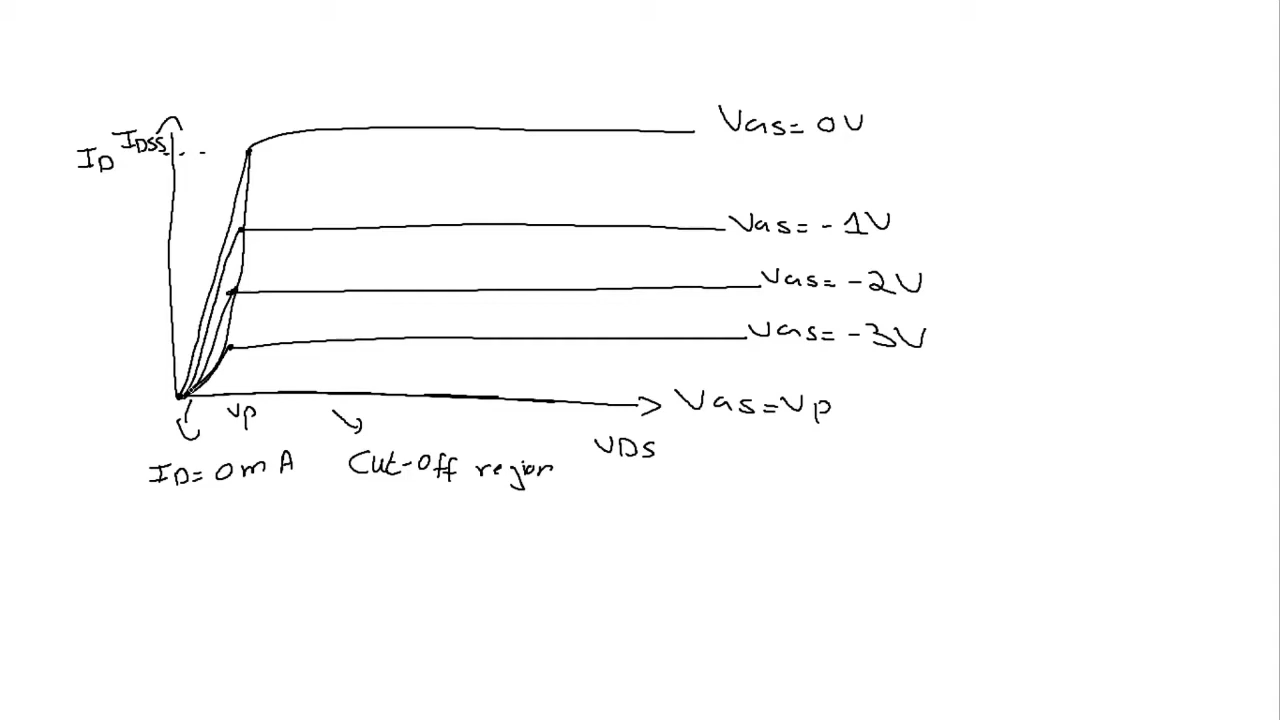 VGS = 0V
IDSS
ID
VGS = -1V
VGS = -2V
VGS = -3V
VGS = VP
VP
VDS
ID = 0mA
Cut-Off region